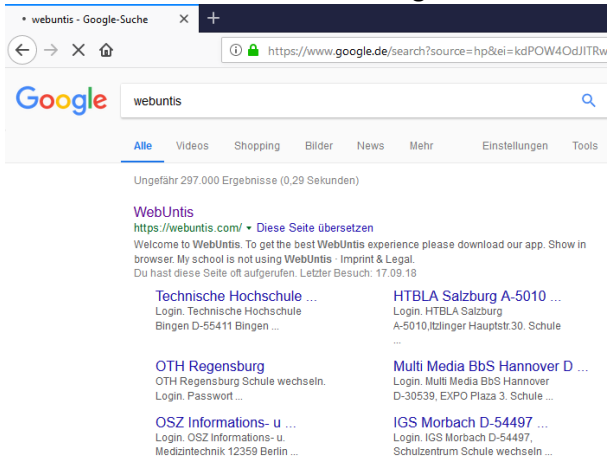 webuntis - Google-Suche
https://www.google.de/search?source=hp&ei=kdPOW4OdJITRw
Google
webuntis
Alle Videos Shopping Bilder News Mehr Einstellungen Tools
Ungefähr 297.000 Ergebnisse (0,29 Sekunden)
WebUntis
https://webuntis.com/ ▾ Diese Seite übersetzen
Welcome to WebUntis. To get the best WebUntis experience please download our app. Show in
browser. My school is not using WebUntis · Imprint & Legal.
Du hast diese Seite oft aufgerufen. Letzter Besuch: 17.09.18
Technische Hochschule ...
Login. Technische Hochschule
Bingen D-55411 Bingen ...
HTBLA Salzburg A-5010 ...
Login. HTBLA Salzburg
A-5010,Itzlinger Hauptstr.30. Schule
...
OTH Regensburg
OTH Regensburg Schule wechseln.
Login. Passwort ...
Multi Media BbS Hannover D ...
Login. Multi Media BbS Hannover
D-30539, EXPO Plaza 3. Schule ...
OSZ Informations- u ...
Login. OSZ Informations- u.
Medizintechnik 12359 Berlin ...
IGS Morbach D-54497 ...
Login. IGS Morbach D-54497,
Schulzentrum Schule wechseln ...